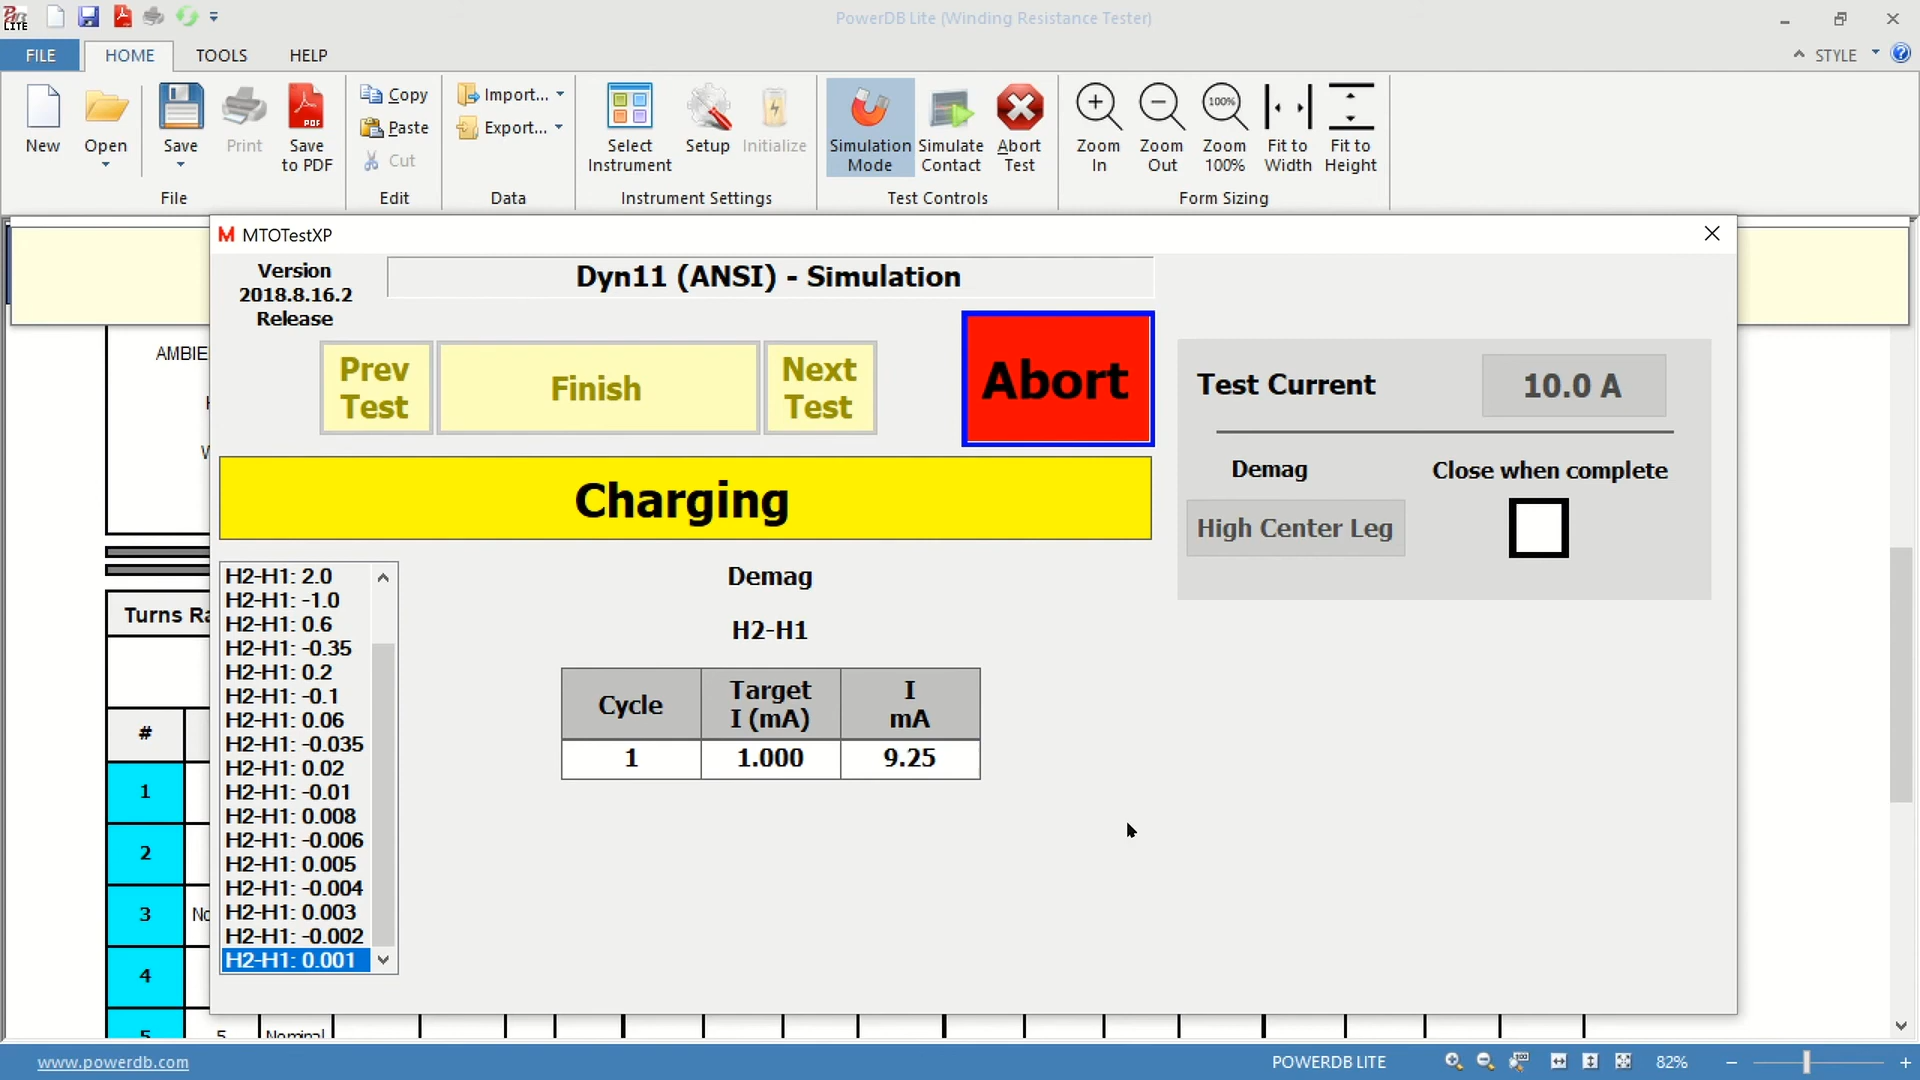 LITE
PowerDB Lite (Winding Resistance Tester)
FILE
HOME
TOOLS
HELP
STYLE
New
Open
Save
Print
Save
to PDF
PDF
File
Copy
Paste
Cut
Edit
Import...
Export...
Data
Select
Instrument
Setup
Initialize
Instrument Settings
Simulation
Mode
Simulate
Contact
Abort
Test
Test Controls
Zoom
In
Zoom
Out
100%
Zoom
100%
Fit to
Width
Fit to
Height
Form Sizing
M MTOTestXP
Version
2018.8.16.2
Release
Dyn11 (ANSI) - Simulation
Prev
Test
Finish
Next
Test
Abort
Test Current
10.0 A
Demag
Close when complete
High Center Leg
Charging
H2-H1: 2.0
H2-H1: -1.0
H2-H1: 0.6
H2-H1: -0.35
H2-H1: 0.2
H2-H1: -0.1
H2-H1: 0.06
H2-H1: -0.035
H2-H1: 0.02
H2-H1: -0.01
H2-H1: 0.008
H2-H1: -0.006
H2-H1: 0.005
H2-H1: -0.004
H2-H1: 0.003
H2-H1: -0.002
H2-H1: 0.001
Demag
H2-H1
Cycle
Target
I (mA)
I
mA
1
1.000
9.25
AMBIE
W
Turns Ra
#
1
2
3
No
4
5
5
Nominal
www.powerdb.com
POWERDB LITE
82%